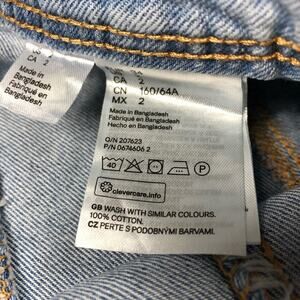 CA 2
Made in
Bangladesh
Fabriqué en
Bangladesh
CA 2
CN 160/64A
MX 2
Made in Bangladesh
Fabriqué en Bangladesh
Hecho en Bangladesh
O/N 207623
P/N 0674606 2
40
P
clevercare.info
GB WASH WITH SIMILAR COLOURS.
100% COTTON.
CZ PERTE S PODOBNÝMI BARVAMI.